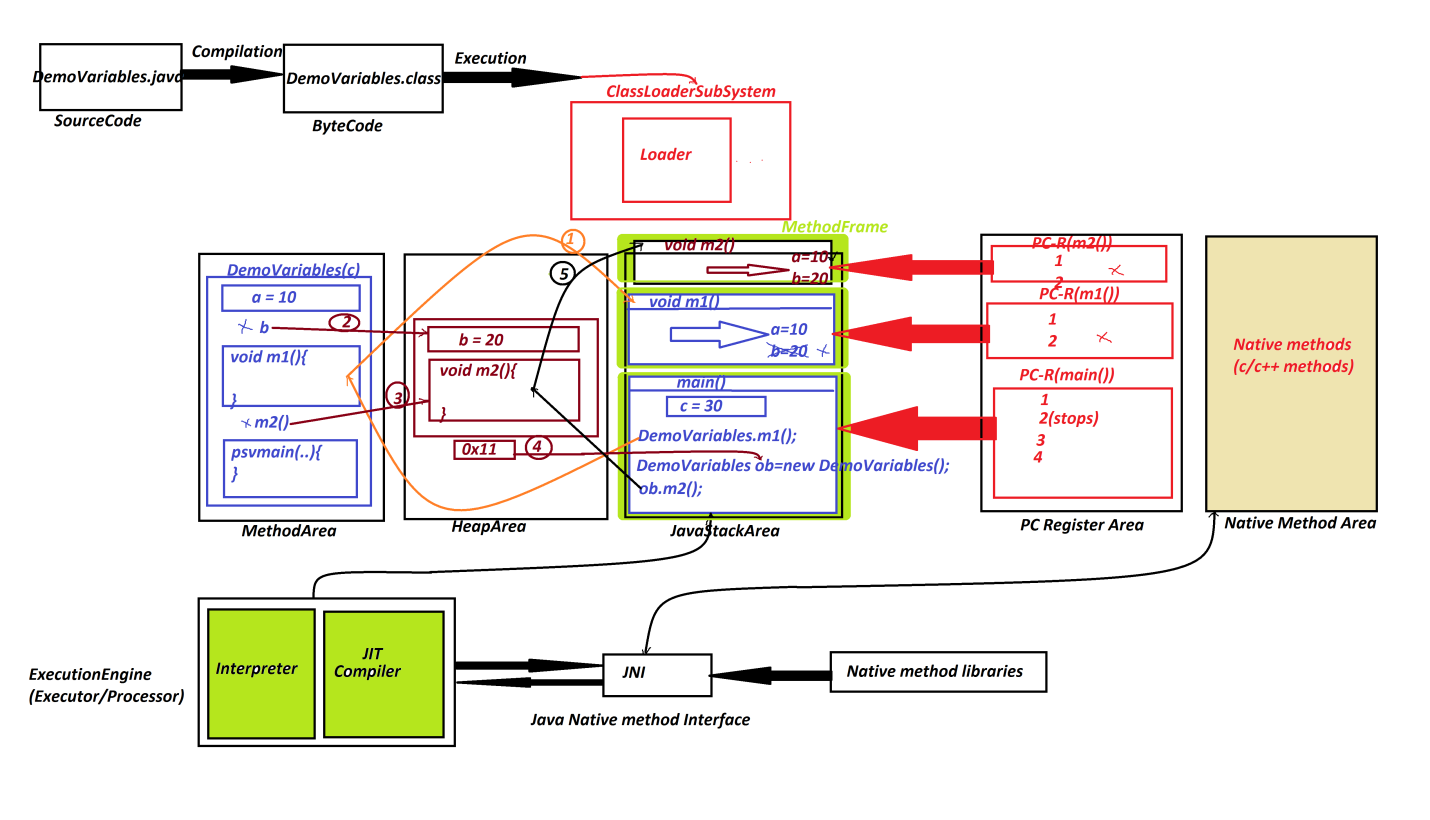 Compilation
Execution
DemoVariables.java
DemoVariables.class
SourceCode
ByteCode
ClassLoaderSubSystem
Loader
. . .
MethodFrame
DemoVariables(c)
a = 10
b
void m1(){
}
m2()
psvmain(..){
}
MethodArea
1
2
3
4
5
b = 20
void m2(){
}
0x11
HeapArea
void m2()
a=10
b=20
void m1()
a=10
b=20
main()
c = 30
DemoVariables.m1();
DemoVariables ob=new DemoVariables();
ob.m2();
JavaStackArea
PC-R(m2())
1
2
PC-R(m1())
1
2
PC-R(main())
1
2(stops)
3
4
PC Register Area
Native methods
(c/c++ methods)
Native Method Area
ExecutionEngine
(Executor/Processor)
Interpreter
JIT
Compiler
JNI
Java Native method Interface
Native method libraries